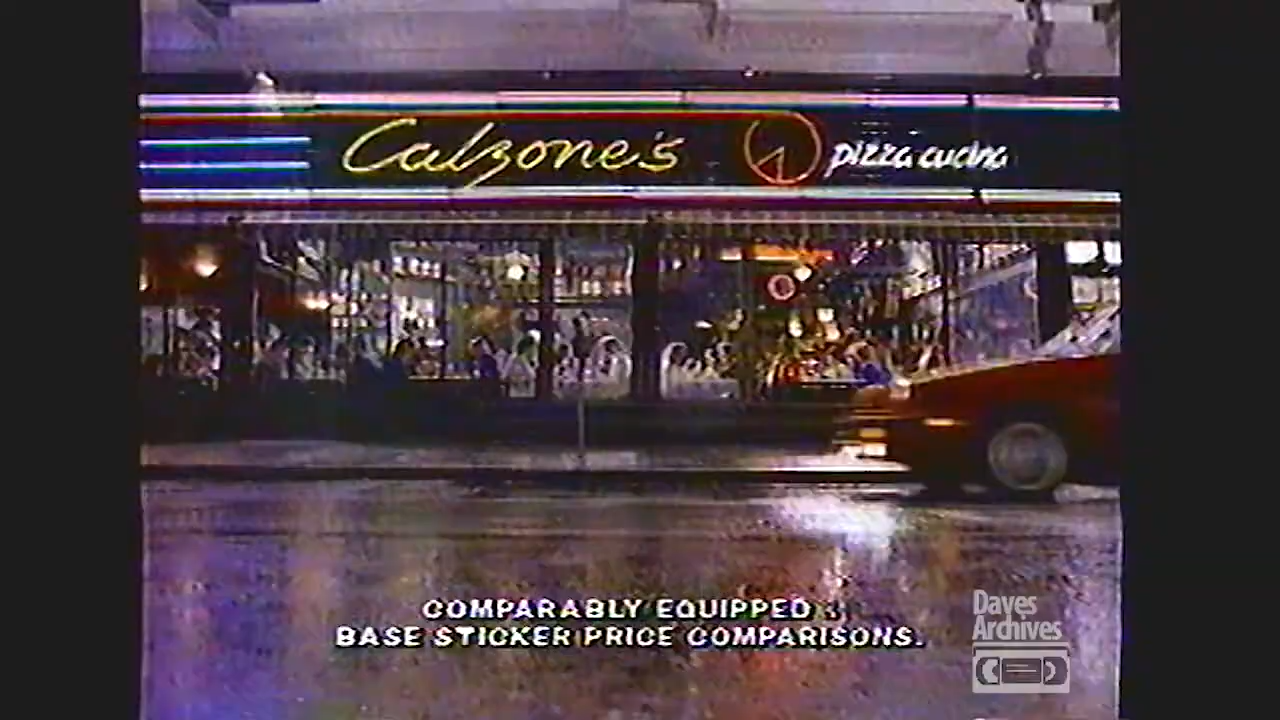 Calzone's pizza cucina
COMPARABLY EQUIPPED
BASE STICKER PRICE COMPARISONS.
Daves
Archives